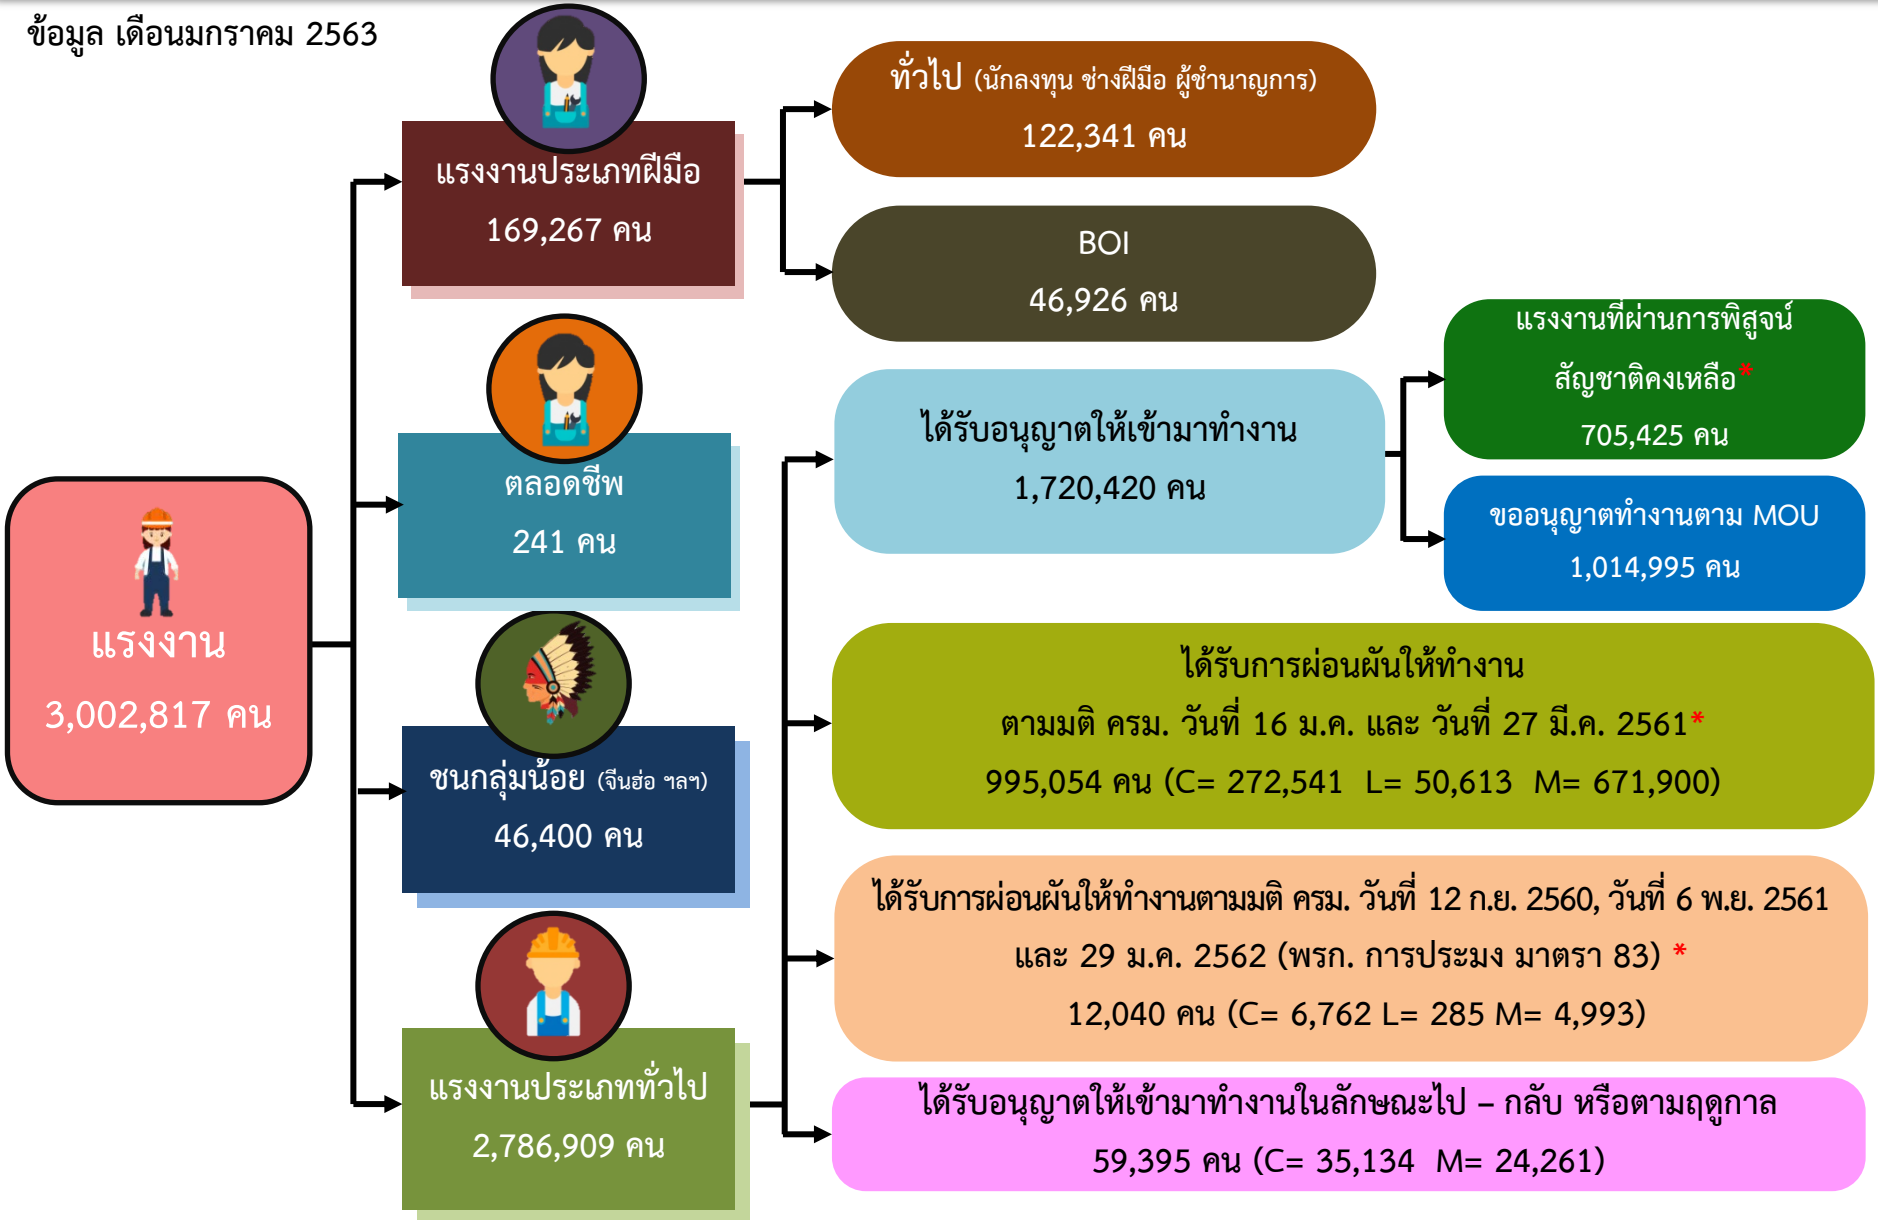 ข้อมูล เดือนมกราคม 2563
แรงงาน
3,002,817 คน
แรงงานประเภทฝีมือ
169,267 คน
ทั่วไป (นักลงทุน ช่างฝีมือ ผู้ชำนาญการ)
122,341 คน
BOI
46,926 คน
ตลอดชีพ
241 คน
ชนกลุ่มน้อย (จีนฮ่อ ฯลฯ)
46,400 คน
แรงงานประเภททั่วไป
2,786,909 คน
ได้รับอนุญาตให้เข้ามาทำงาน
1,720,420 คน
แรงงานที่ผ่านการพิสูจน์
สัญชาติคงเหลือ*
705,425 คน
ขออนุญาตทำงานตาม MOU
1,014,995 คน
ได้รับการผ่อนผันให้ทำงาน
ตามมติ ครม. วันที่ 16 ม.ค. และ วันที่ 27 มี.ค. 2561*
995,054 คน (C= 272,541 L= 50,613 M= 671,900)
ได้รับการผ่อนผันให้ทำงานตามมติ ครม. วันที่ 12 ก.ย. 2560, วันที่ 6 พ.ย. 2561
และ 29 ม.ค. 2562 (พรก. การประมง มาตรา 83) *
12,040 คน (C= 6,762 L= 285 M= 4,993)
ได้รับอนุญาตให้เข้ามาทำงานในลักษณะไป – กลับ หรือตามฤดูกาล
59,395 คน (C= 35,134 M= 24,261)